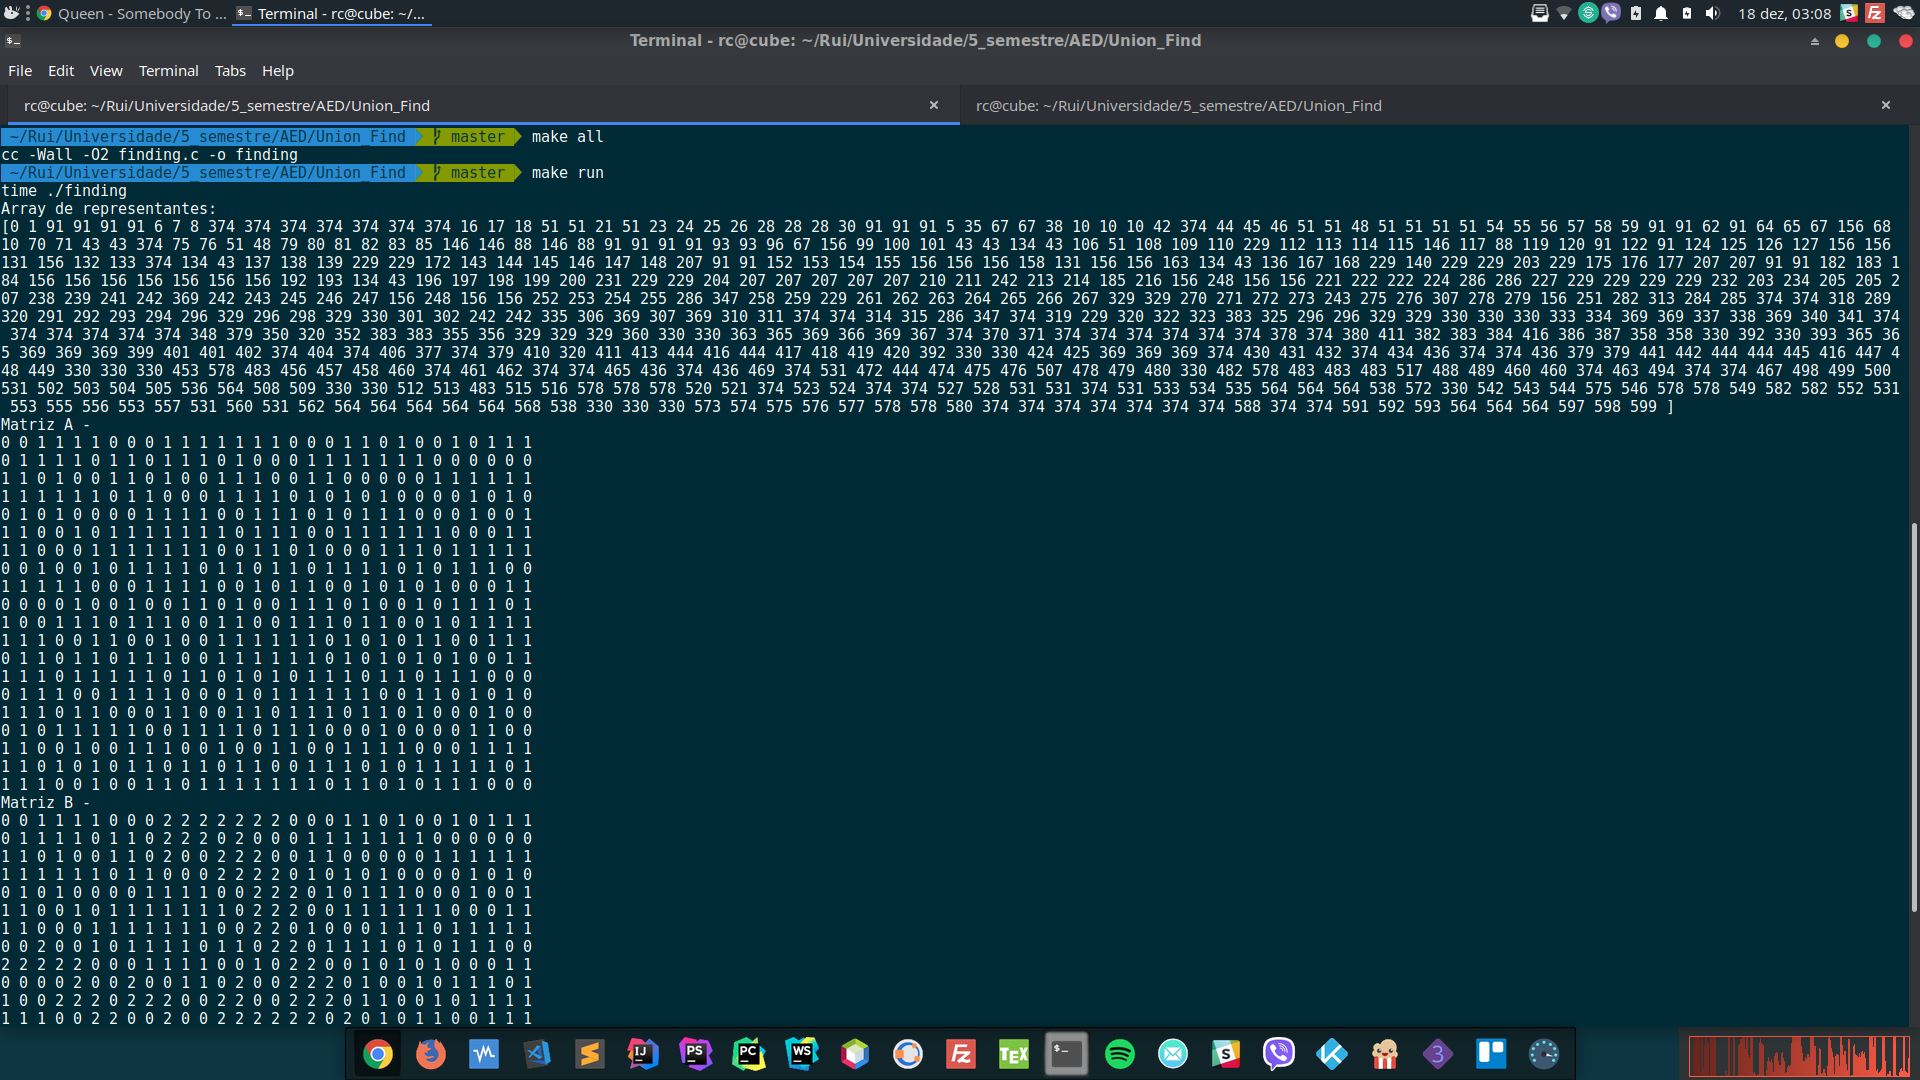 Queen - Somebody To ...
Terminal - rc@cube: ~/...
18 dez, 03:08
Terminal - rc@cube: ~/Rui/Universidade/5_semestre/AED/Union_Find
File Edit View Terminal Tabs Help
rc@cube: ~/Rui/Universidade/5_semestre/AED/Union_Find
rc@cube: ~/Rui/Universidade/5_semestre/AED/Union_Find
~/Rui/Universidade/5_semestre/AED/Union_Find master make all
cc -Wall -O2 finding.c -o finding
~/Rui/Universidade/5_semestre/AED/Union_Find master make run
time ./finding
Array de representantes:
[0 1 91 91 91 91 6 7 8 374 374 374 374 374 374 374 16 17 18 51 51 21 51 23 24 25 26 28 28 28 30 91 91 91 5 35 67 67 38 10 10 10 42 374 44 45 46 51 51 48 51 51 51 51 54 55 56 57 58 59 91 91 62 91 64 65 67 156 68
10 70 71 43 43 374 75 76 51 48 79 80 81 82 83 85 146 146 88 146 88 91 91 91 91 93 93 96 67 156 99 100 101 43 43 134 43 106 51 108 109 110 229 112 113 114 115 146 117 88 119 120 91 122 91 124 125 126 127 156 156
131 156 132 133 374 134 43 137 138 139 229 229 172 143 144 145 146 147 148 207 91 91 152 153 154 155 156 156 156 158 131 156 156 163 134 43 136 167 168 229 140 229 229 203 229 175 176 177 207 207 91 91 182 183 1
84 156 156 156 156 156 156 156 192 193 134 43 196 197 198 199 200 231 229 229 204 207 207 207 207 207 210 211 242 213 214 185 216 156 248 156 156 221 222 222 224 286 286 227 229 229 229 229 232 203 234 205 205 2
07 238 239 241 242 369 242 243 245 246 247 156 248 156 156 252 253 254 255 286 347 258 259 229 261 262 263 264 265 266 267 329 329 270 271 272 273 243 275 276 307 278 279 156 251 282 313 284 285 374 374 318 289
320 291 292 293 294 296 329 296 298 329 330 301 302 242 242 335 306 369 307 369 310 311 374 374 314 315 286 347 374 319 229 320 322 323 383 325 296 296 329 329 330 330 330 333 334 369 369 337 338 369 340 341 374
374 374 374 374 374 348 379 350 320 352 383 383 355 356 329 329 329 360 330 330 363 365 369 366 369 367 374 370 371 374 374 374 374 374 374 378 374 380 411 382 383 384 416 386 387 358 358 330 392 330 393 365 36
5 369 369 369 399 401 401 402 374 404 374 406 377 374 379 410 320 411 413 444 416 444 417 418 419 420 392 330 330 424 425 369 369 369 374 430 431 432 374 434 436 374 374 436 379 379 441 442 444 444 445 416 447 4
48 449 330 330 330 453 578 483 456 457 458 460 374 461 462 374 374 465 436 374 436 469 374 531 472 444 474 475 476 507 478 479 480 330 482 578 483 483 483 517 488 489 460 460 374 463 494 374 374 467 498 499 500
531 502 503 504 505 536 564 508 509 330 330 512 513 483 515 516 578 578 578 520 521 374 523 524 374 374 527 528 531 531 374 531 533 534 535 564 564 564 538 572 330 542 543 544 575 546 578 578 549 582 582 552 531
553 555 556 553 557 531 560 531 562 564 564 564 564 564 568 538 330 330 330 573 574 575 576 577 578 578 580 374 374 374 374 374 374 374 588 374 374 591 592 593 564 564 564 597 598 599 ]
Matriz A -
0 0 1 1 1 1 0 0 0 1 1 1 1 1 1 1 0 0 0 1 1 0 1 0 0 1 0 1 1 1
0 1 1 1 1 0 1 1 0 1 1 1 0 1 0 0 0 1 1 1 1 1 1 1 0 0 0 0 0 0
1 1 0 1 0 0 1 1 0 1 0 0 1 1 1 0 0 1 1 0 0 0 0 0 1 1 1 1 1 1
1 1 1 1 1 1 0 1 1 0 0 0 1 1 1 1 0 1 0 1 0 1 0 0 0 0 1 0 1 0
0 1 0 1 0 0 0 0 1 1 1 1 0 0 1 1 1 0 1 0 1 1 1 0 0 0 1 0 0 1
1 1 0 0 1 0 1 1 1 1 1 1 1 0 1 1 1 0 0 1 1 1 1 1 1 0 0 0 1 1
1 1 0 0 0 1 1 1 1 1 1 1 0 0 1 1 0 1 0 0 0 1 1 1 0 1 1 1 1 1
0 0 1 0 0 1 0 1 1 1 1 0 1 1 0 1 1 0 1 1 1 1 0 1 0 1 1 1 0 0
1 1 1 1 1 0 0 0 1 1 1 1 0 0 1 0 1 1 0 0 1 0 1 0 1 0 0 0 1 1
0 0 0 0 1 0 0 1 0 0 1 1 0 1 0 0 1 1 1 0 1 0 0 1 0 1 1 1 0 1
1 0 0 1 1 1 0 1 1 1 0 0 1 1 0 0 1 1 1 0 1 1 0 0 1 0 1 1 1 1
1 1 1 0 0 1 1 0 0 1 0 0 1 1 1 1 1 1 0 1 0 1 0 1 1 0 0 1 1 1
0 1 1 0 1 1 0 1 1 1 0 0 1 1 1 1 1 1 0 1 0 1 0 1 0 1 0 0 1 1
1 1 1 0 1 1 1 1 1 0 1 1 0 1 0 1 0 1 1 1 0 1 1 0 1 1 1 0 0 0
0 1 1 1 0 0 1 1 1 1 0 0 0 1 0 1 1 1 1 1 1 0 0 1 1 0 1 0 1 0
1 1 1 0 1 1 0 0 0 1 1 0 0 1 1 0 1 1 1 0 1 1 0 1 0 0 0 1 0 0
0 1 0 1 1 1 1 1 0 0 1 1 1 1 0 1 1 1 0 0 0 1 0 0 0 0 1 1 0 0
1 1 0 0 1 0 0 1 1 1 0 0 1 0 0 1 1 0 0 1 1 1 1 0 0 0 1 1 1 1
1 1 0 1 0 1 0 1 1 0 1 1 0 1 1 0 0 1 1 1 0 1 0 1 1 1 1 1 0 1
1 1 1 0 0 1 0 0 1 1 0 1 1 1 1 1 1 1 0 1 1 0 1 0 1 1 1 0 0 0
Matriz B -
0 0 1 1 1 1 0 0 0 2 2 2 2 2 2 2 0 0 0 1 1 0 1 0 0 1 0 1 1 1
0 1 1 1 1 0 1 1 0 2 2 2 0 2 0 0 0 1 1 1 1 1 1 1 0 0 0 0 0 0
1 1 0 1 0 0 1 1 0 2 0 0 2 2 2 0 0 1 1 0 0 0 0 0 1 1 1 1 1 1
1 1 1 1 1 1 0 1 1 0 0 0 2 2 2 2 0 1 0 1 0 1 0 0 0 0 1 0 1 0
0 1 0 1 0 0 0 0 1 1 1 1 0 0 2 2 2 0 1 0 1 1 1 0 0 0 1 0 0 1
1 1 0 0 1 0 1 1 1 1 1 1 1 0 2 2 2 0 0 1 1 1 1 1 1 0 0 0 1 1
1 1 0 0 0 1 1 1 1 1 1 1 0 0 2 2 0 1 0 0 0 1 1 1 0 1 1 1 1 1
0 0 2 0 0 1 0 1 1 1 1 0 1 1 0 2 2 0 1 1 1 1 0 1 0 1 1 1 0 0
2 2 2 2 2 0 0 0 1 1 1 1 0 0 1 0 2 2 0 0 1 0 1 0 1 0 0 0 1 1
0 0 0 0 2 0 0 2 0 0 1 1 0 2 0 0 2 2 2 0 1 0 0 1 0 1 1 1 0 1
1 0 0 2 2 2 0 2 2 2 0 0 2 2 0 0 2 2 2 0 1 1 0 0 1 0 1 1 1 1
1 1 1 0 0 2 2 0 0 2 0 0 2 2 2 2 2 2 0 2 0 1 0 1 1 0 0 1 1 1